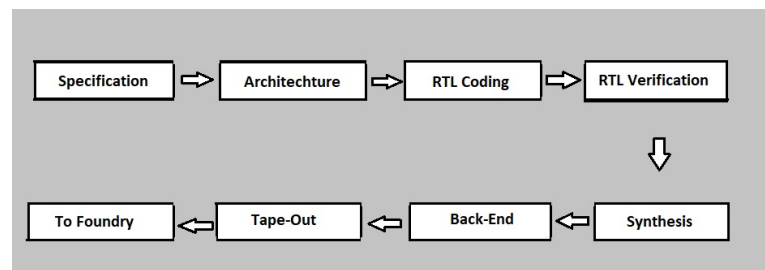 Specification
Architechture
RTL Coding
RTL Verification
Synthesis
Back-End
Tape-Out
To Foundry